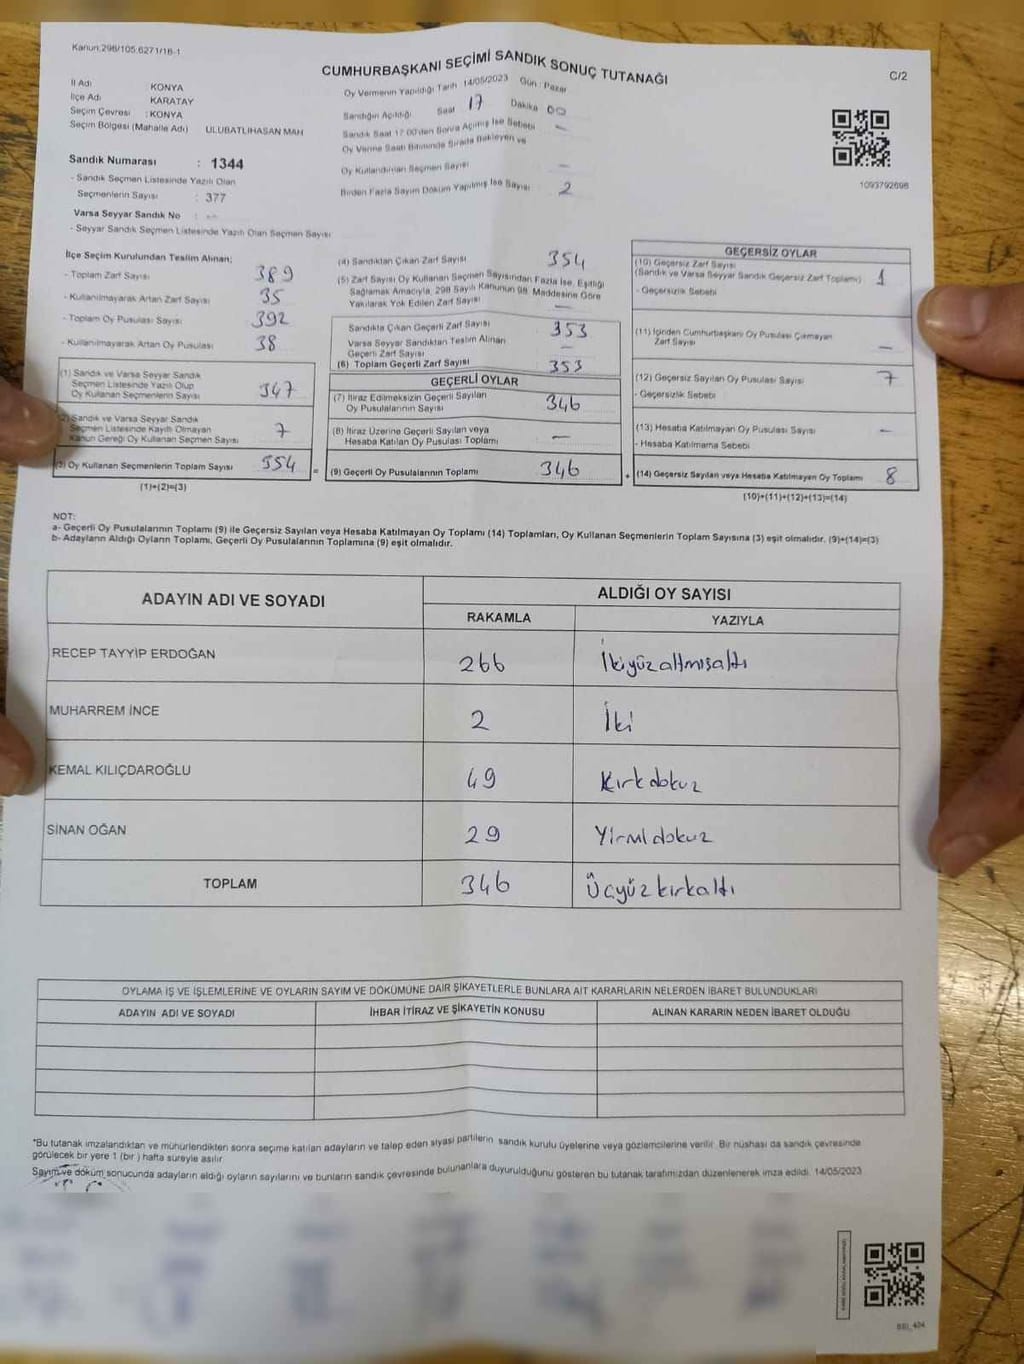 Kanun:298/105.6271/18-1
CUMHURBAŞKANI SEÇİMİ SANDIK SONUÇ TUTANAĞI
C/2
İl Adı KONYA
İlçe Adı KARATAY
Seçim Çevresi : KONYA
Seçim Bölgesi (Mahalle Adı) ULUBATLIHASAN MAH
Sandık Numarası : 1344
- Sandık Seçmen Listesinde Yazılı Olan
Seçmenlerin Sayısı : 377
Varsa Seyyar Sandık No : --
- Seyyar Sandık Seçmen Listesinde Yazılı Olan Seçmen Sayısı
Oy Vermenin Yapıldığı Tarih 14/05/2023 Gün : Pazar
Sandığın Açıldığı Saat 17 Dakika 00
Sandık Saat 17.00'den Sonra Açılmış İse Sebebi —
Oy Verme Saati Bitiminde Sırada Bekleyen ve
Oy Kullandırılan Seçmen Sayısı —
Birden Fazla Sayım Döküm Yapılmış İse Sayısı 2
1093792698
İlçe Seçim Kurulundan Teslim Alınan;
- Toplam Zarf Sayısı 389
- Kullanılmayarak Artan Zarf Sayısı 35
- Toplam Oy Pusulası Sayısı 392
- Kullanılmayarak Artan Oy Pusulası 38
(1) Sandık ve Varsa Seyyar Sandık
Seçmen Listesinde Yazılı Olup
Oy Kullanan Seçmenlerin Sayısı 347
(2) Sandık ve Varsa Seyyar Sandık
Seçmen Listesinde Kayıtlı Olmayan
Kanun Gereği Oy Kullanan Seçmen Sayısı 7
(3) Oy Kullanan Seçmenlerin Toplam Sayısı 354 =
(1)+(2)=(3)
(4) Sandıktan Çıkan Zarf Sayısı 354
(5) Zarf Sayısı Oy Kullanan Seçmen Sayısından Fazla İse, Eşitliği
Sağlamak Amacıyla, 298 Sayılı Kanunun 98. Maddesine Göre
Yakılarak Yok Edilen Zarf Sayısı —
Sandıkta Çıkan Geçerli Zarf Sayısı 353
Varsa Seyyar Sandıktan Teslim Alınan
Geçerli Zarf Sayısı —
(6) Toplam Geçerli Zarf Sayısı 353
GEÇERLİ OYLAR
(7) İtiraz Edilmeksizin Geçerli Sayılan
Oy Pusulalarının Sayısı 346
(8) İtiraz Üzerine Geçerli Sayılan veya
Hesaba Katılan Oy Pusulası Toplamı —
(9) Geçerli Oy Pusulalarının Toplamı 346 +
GEÇERSİZ OYLAR
(10) Geçersiz Zarf Sayısı
(Sandık ve Varsa Seyyar Sandık Geçersiz Zarf Toplamı) 1
- Geçersizlik Sebebi
(11) İçinden Cumhurbaşkanı Oy Pusulası Çıkmayan
Zarf Sayısı —
(12) Geçersiz Sayılan Oy Pusulası Sayısı 7
- Geçersizlik Sebebi
(13) Hesaba Katılmayan Oy Pusulası Sayısı —
- Hesaba Katılmama Sebebi
(14) Geçersiz Sayılan veya Hesaba Katılmayan Oy Toplamı 8
(10)+(11)+(12)+(13)=(14)
NOT:
a- Geçerli Oy Pusulalarının Toplamı (9) ile Geçersiz Sayılan veya Hesaba Katılmayan Oy Toplamı (14) Toplamları, Oy Kullanan Seçmenlerin Toplam Sayısına (3) eşit olmalıdır. (9)+(14)=(3)
b- Adayların Aldığı Oyların Toplamı, Geçerli Oy Pusulalarının Toplamına (9) eşit olmalıdır.
ADAYIN ADI VE SOYADI
ALDIĞI OY SAYISI
RAKAMLA YAZIYLA
RECEP TAYYİP ERDOĞAN 266 İkiyüzaltmışaltı
MUHARREM İNCE 2 İki
KEMAL KILIÇDAROĞLU 49 Kırkdokuz
SİNAN OĞAN 29 Yirmidokuz
TOPLAM 346 Üçyüzkırkaltı
OYLAMA İŞ VE İŞLEMLERİNE VE OYLARIN SAYIM VE DÖKÜMÜNE DAİR ŞİKAYETLERLE BUNLARA AİT KARARLARIN NELERDEN İBARET BULUNDUKLARI
ADAYIN ADI VE SOYADI İHBAR İTİRAZ VE ŞİKAYETİN KONUSU ALINAN KARARIN NEDEN İBARET OLDUĞU
*Bu tutanak imzalandıktan ve mühürlendikten sonra seçime katılan adayların ve talep eden siyasi partilerin sandık kurulu üyelerine veya gözlemcilerine verilir. Bir nüshası da sandık çevresinde
görülecek bir yere 1 (bir) hafta süreyle asılır.
Sayım ve döküm sonucunda adayların aldığı oyların sayılarını ve bunların sandık çevresinde bulunanlara duyurulduğunu gösteren bu tutanak tarafımızdan düzenlenerek imza edildi. 14/05/2023